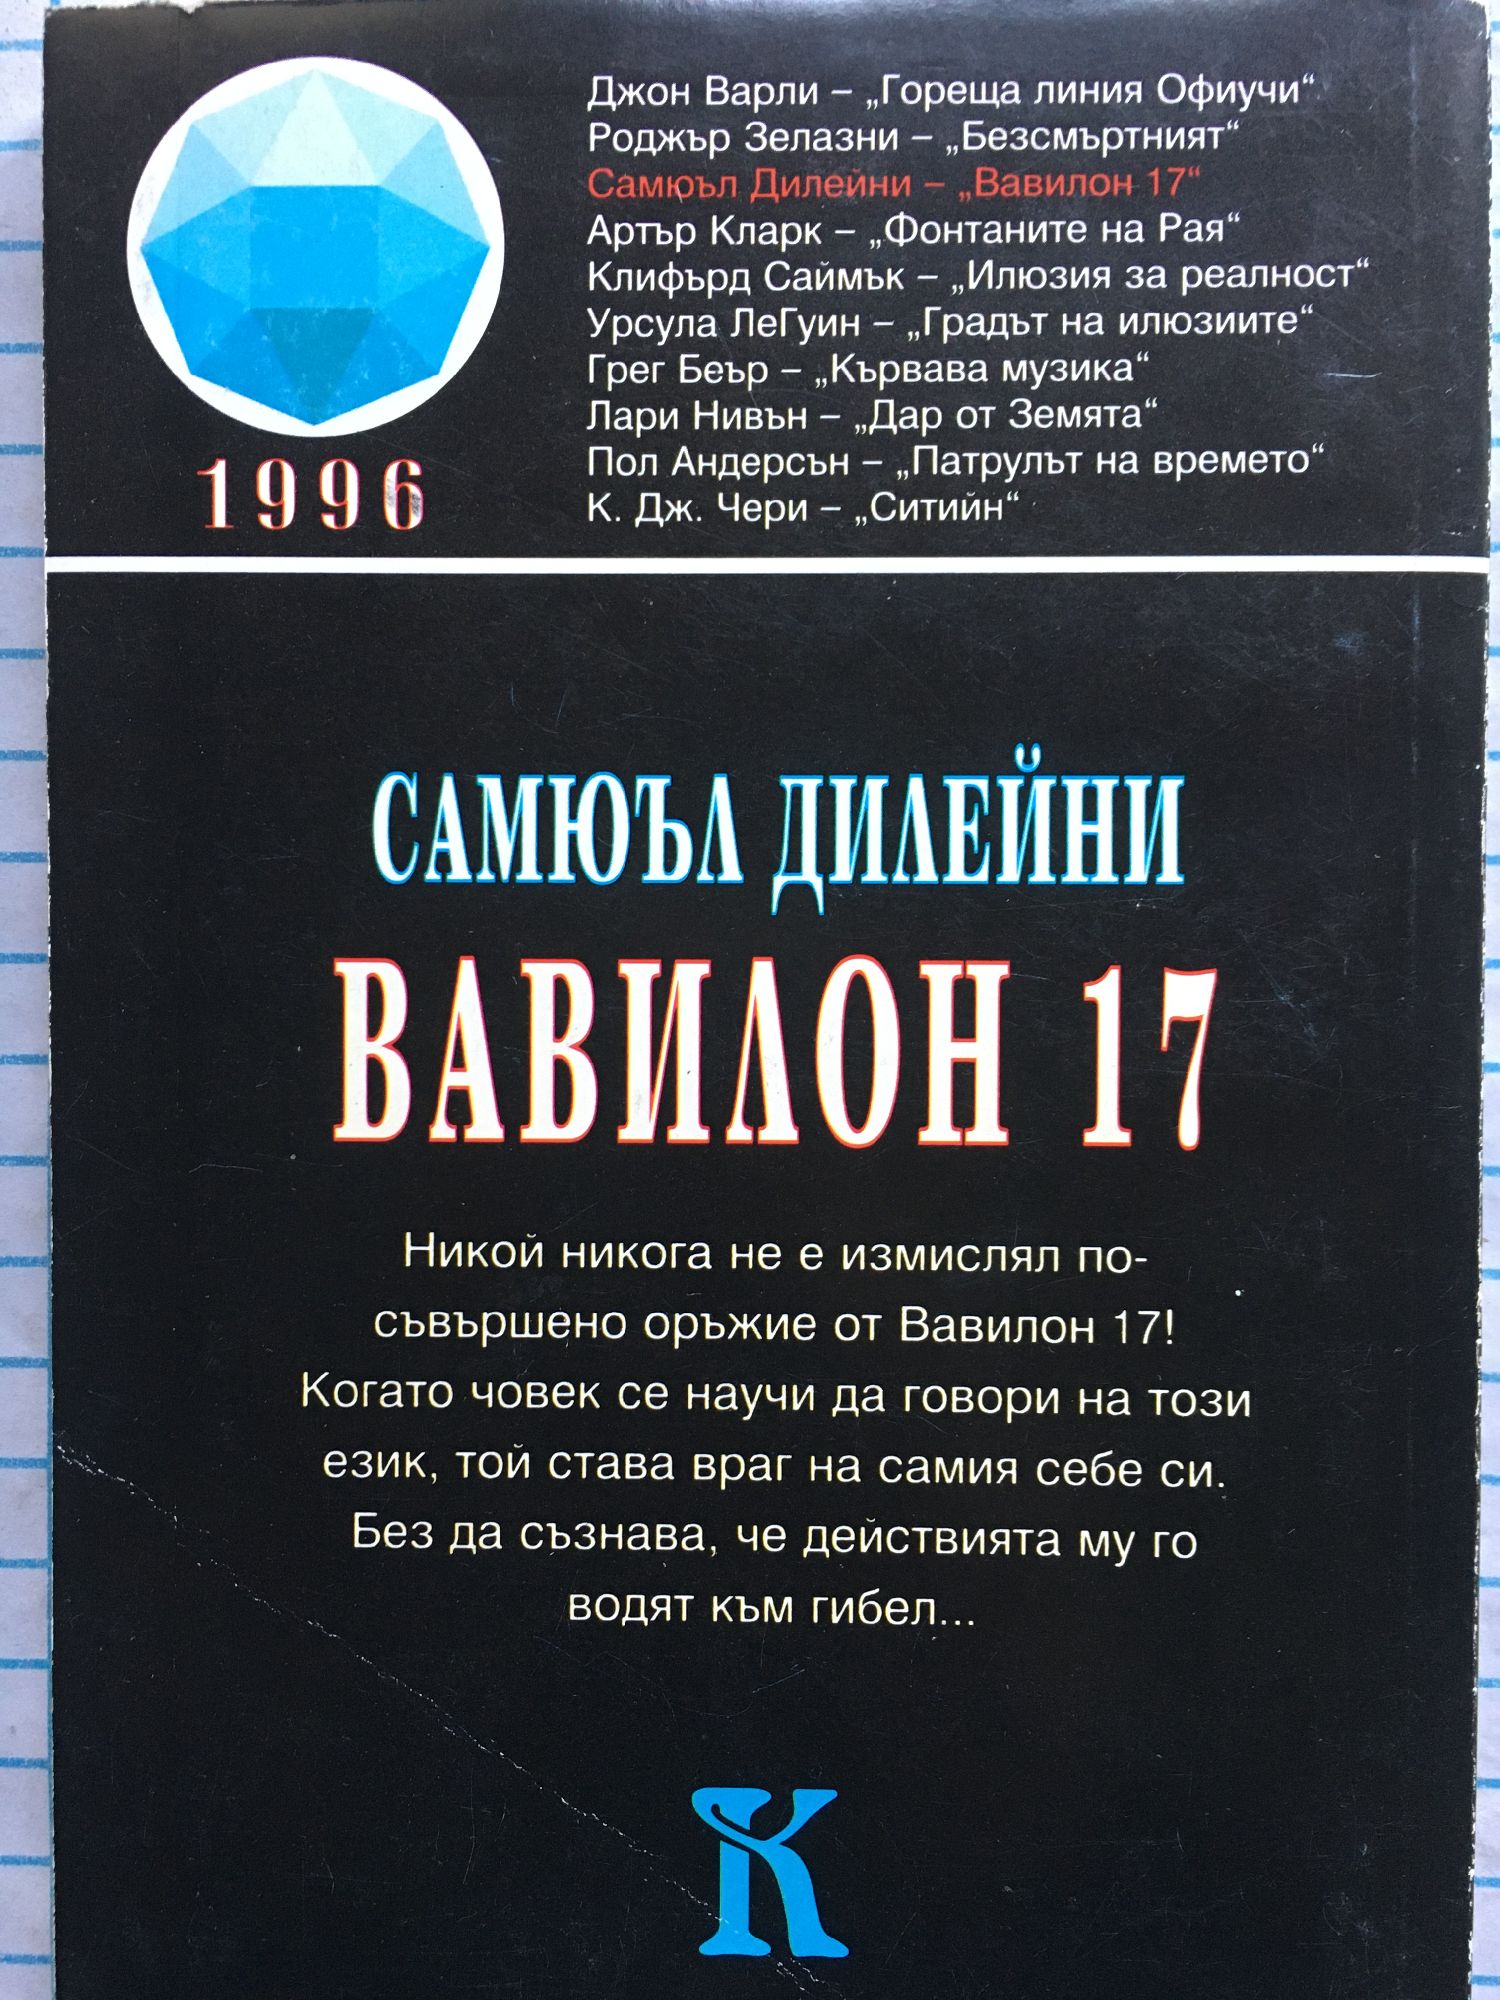 Джон Варли – „Гореща линия Офиучи“
Роджър Зелазни – „Безсмъртният“
Самюъл Дилейни – „Вавилон 17“
Артър Кларк – „Фонтаните на Рая“
Клифърд Саймък – „Илюзия за реалност“
Урсула ЛеГуин – „Градът на илюзиите“
Грег Беър – „Кървава музика“
Лари Нивън – „Дар от Земята“
Пол Андерсън – „Патрулът на времето“
К. Дж. Чери – „Ситийн“
1996
САМЮЪЛ ДИЛЕЙНИ
ВАВИЛОН 17
Никой никога не е измислял по-
съвършено оръжие от Вавилон 17!
Когато човек се научи да говори на този
език, той става враг на самия себе си.
Без да съзнава, че действията му го
водят към гибел...
К